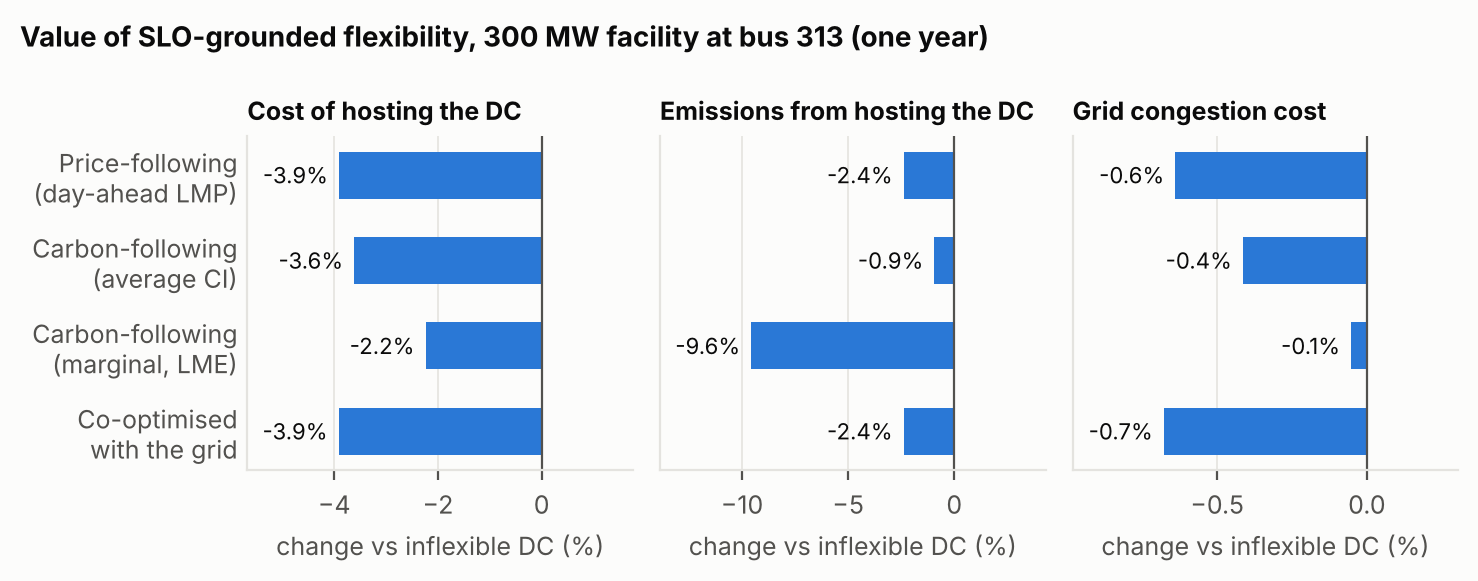 Value of SLO-grounded flexibility, 300 MW facility at bus 313 (one year)
Cost of hosting the DC
Emissions from hosting the DC
Grid congestion cost
Price-following
(day-ahead LMP)
-3.9%
-2.4%
-0.6%
Carbon-following
(average CI)
-3.6%
-0.9%
-0.4%
Carbon-following
(marginal, LME)
-2.2%
-9.6%
-0.1%
Co-optimised
with the grid
-3.9%
-2.4%
-0.7%
−4 −2 0
−10 −5 0
−0.5 0.0
change vs inflexible DC (%)
change vs inflexible DC (%)
change vs inflexible DC (%)